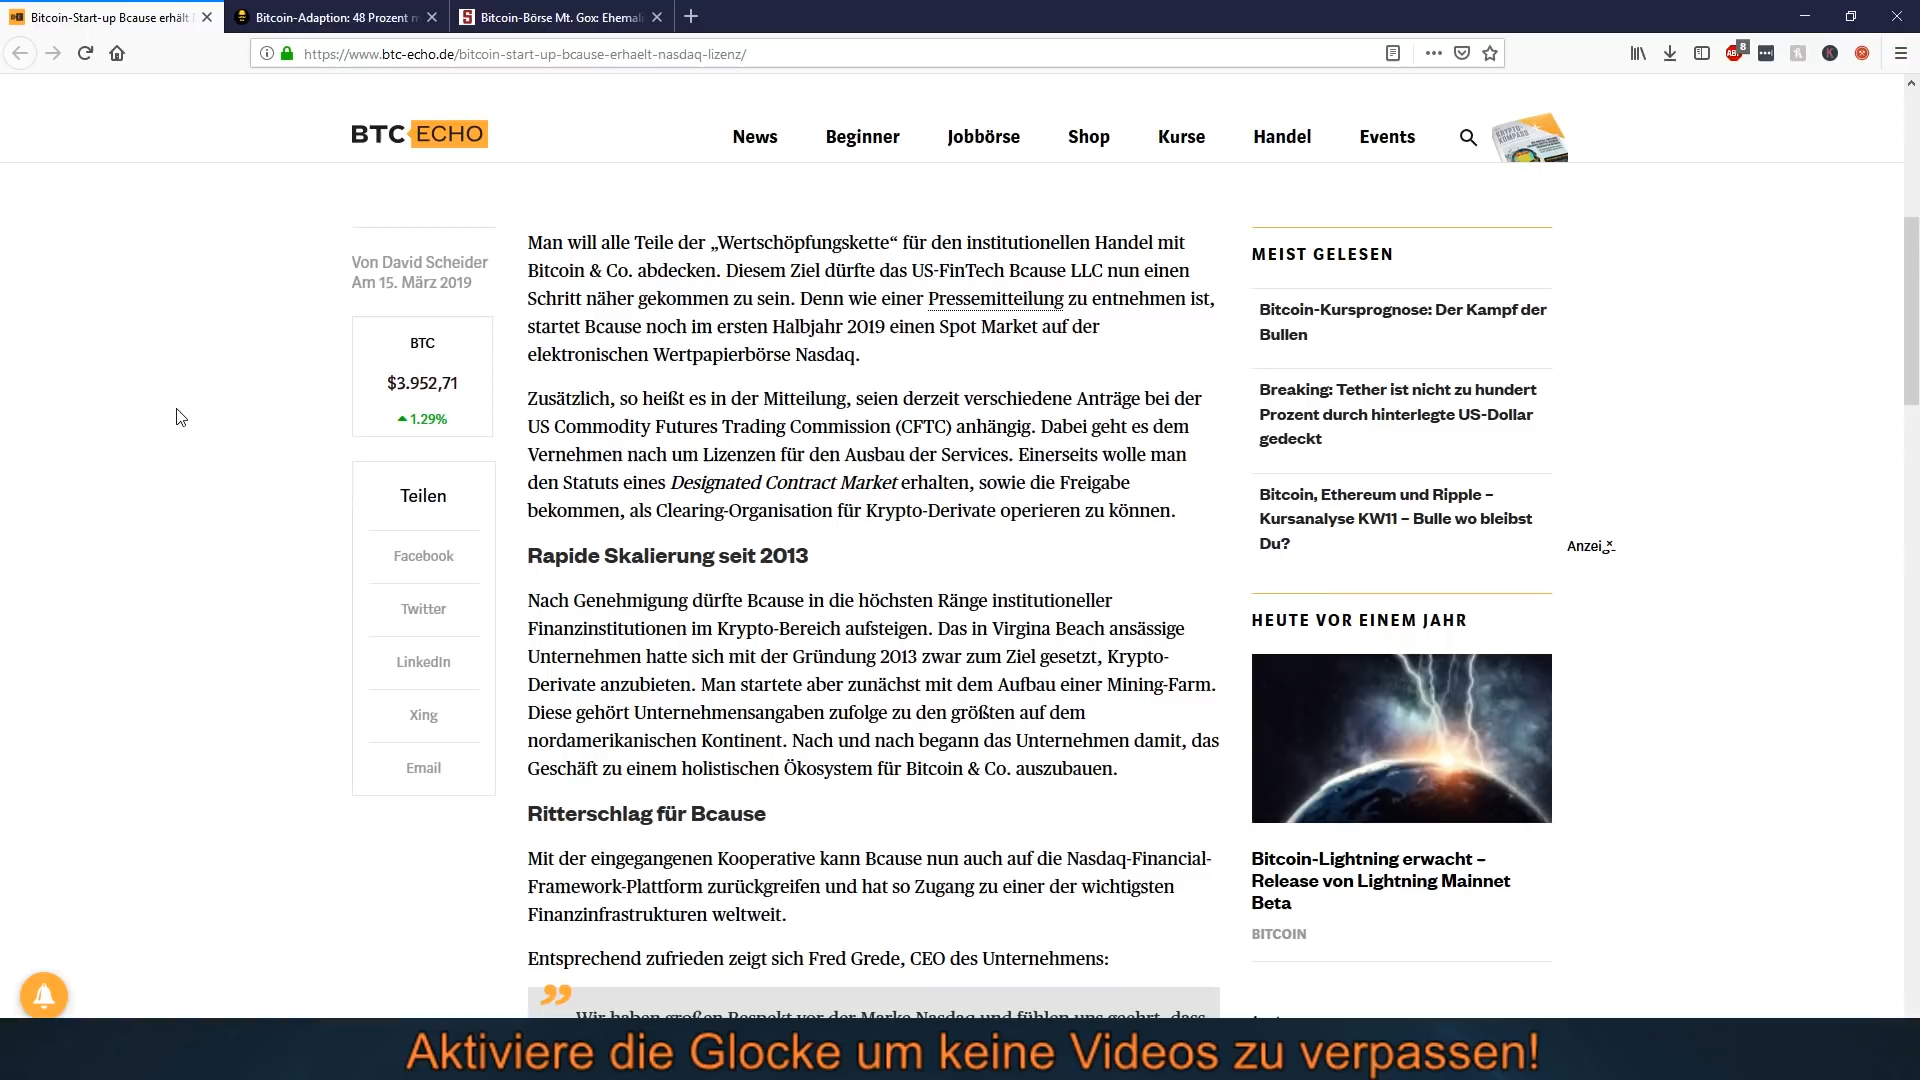 Bitcoin-Start-up Bcause erhält
Bitcoin-Adaption: 48 Prozent
Bitcoin-Börse Mt. Gox: Ehemal
https://www.btc-echo.de/bitcoin-start-up-bcause-erhaelt-nasdaq-lizenz/
8
BTC ECHO
News
Beginner
Jobbörse
Shop
Kurse
Handel
Events
Von David Scheider
Am 15. März 2019
BTC
$3.952,71
1.29%
Teilen
Facebook
Twitter
LinkedIn
Xing
Email
Man will alle Teile der „Wertschöpfungskette“ für den institutionellen Handel mit
Bitcoin & Co. abdecken. Diesem Ziel dürfte das US-FinTech Bcause LLC nun einen
Schritt näher gekommen zu sein. Denn wie einer Pressemitteilung zu entnehmen ist,
startet Bcause noch im ersten Halbjahr 2019 einen Spot Market auf der
elektronischen Wertpapierbörse Nasdaq.
Zusätzlich, so heißt es in der Mitteilung, seien derzeit verschiedene Anträge bei der
US Commodity Futures Trading Commission (CFTC) anhängig. Dabei geht es dem
Vernehmen nach um Lizenzen für den Ausbau der Services. Einerseits wolle man
den Statuts eines Designated Contract Market erhalten, sowie die Freigabe
bekommen, als Clearing-Organisation für Krypto-Derivate operieren zu können.
Rapide Skalierung seit 2013
Nach Genehmigung dürfte Bcause in die höchsten Ränge institutioneller
Finanzinstitutionen im Krypto-Bereich aufsteigen. Das in Virgina Beach ansässige
Unternehmen hatte sich mit der Gründung 2013 zwar zum Ziel gesetzt, Krypto-
Derivate anzubieten. Man startete aber zunächst mit dem Aufbau einer Mining-Farm.
Diese gehört Unternehmensangaben zufolge zu den größten auf dem
nordamerikanischen Kontinent. Nach und nach begann das Unternehmen damit, das
Geschäft zu einem holistischen Ökosystem für Bitcoin & Co. auszubauen.
Ritterschlag für Bcause
Mit der eingegangenen Kooperative kann Bcause nun auch auf die Nasdaq-Financial-
Framework-Plattform zurückgreifen und hat so Zugang zu einer der wichtigsten
Finanzinfrastrukturen weltweit.
Entsprechend zufrieden zeigt sich Fred Grede, CEO des Unternehmens:
Wir haben großen Respekt vor der Marke Nasdaq und fühlen uns geehrt, dass
MEIST GELESEN
Bitcoin-Kursprognose: Der Kampf der
Bullen
Breaking: Tether ist nicht zu hundert
Prozent durch hinterlegte US-Dollar
gedeckt
Bitcoin, Ethereum und Ripple –
Kursanalyse KW11 – Bulle wo bleibst
Du?
HEUTE VOR EINEM JAHR
Bitcoin-Lightning erwacht –
Release von Lightning Mainnet
Beta
BITCOIN
Aktiviere die Glocke um keine Videos zu verpassen!